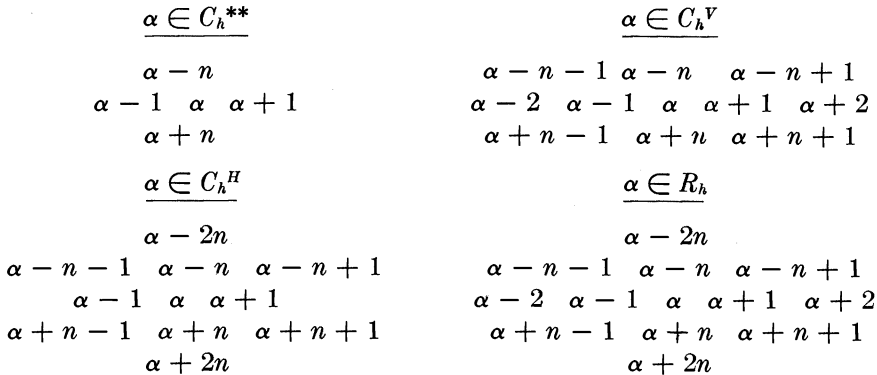 α ∈ C_h**
α − n
α − 1 α α + 1
α + n
α ∈ C_h^V
α − n − 1 α − n α − n + 1
α − 2 α − 1 α α + 1 α + 2
α + n − 1 α + n α + n + 1
α ∈ C_h^H
α − 2n
α − n − 1 α − n α − n + 1
α − 1 α α + 1
α + n − 1 α + n α + n + 1
α + 2n
α ∈ R_h
α − 2n
α − n − 1 α − n α − n + 1
α − 2 α − 1 α α + 1 α + 2
α + n − 1 α + n α + n + 1
α + 2n